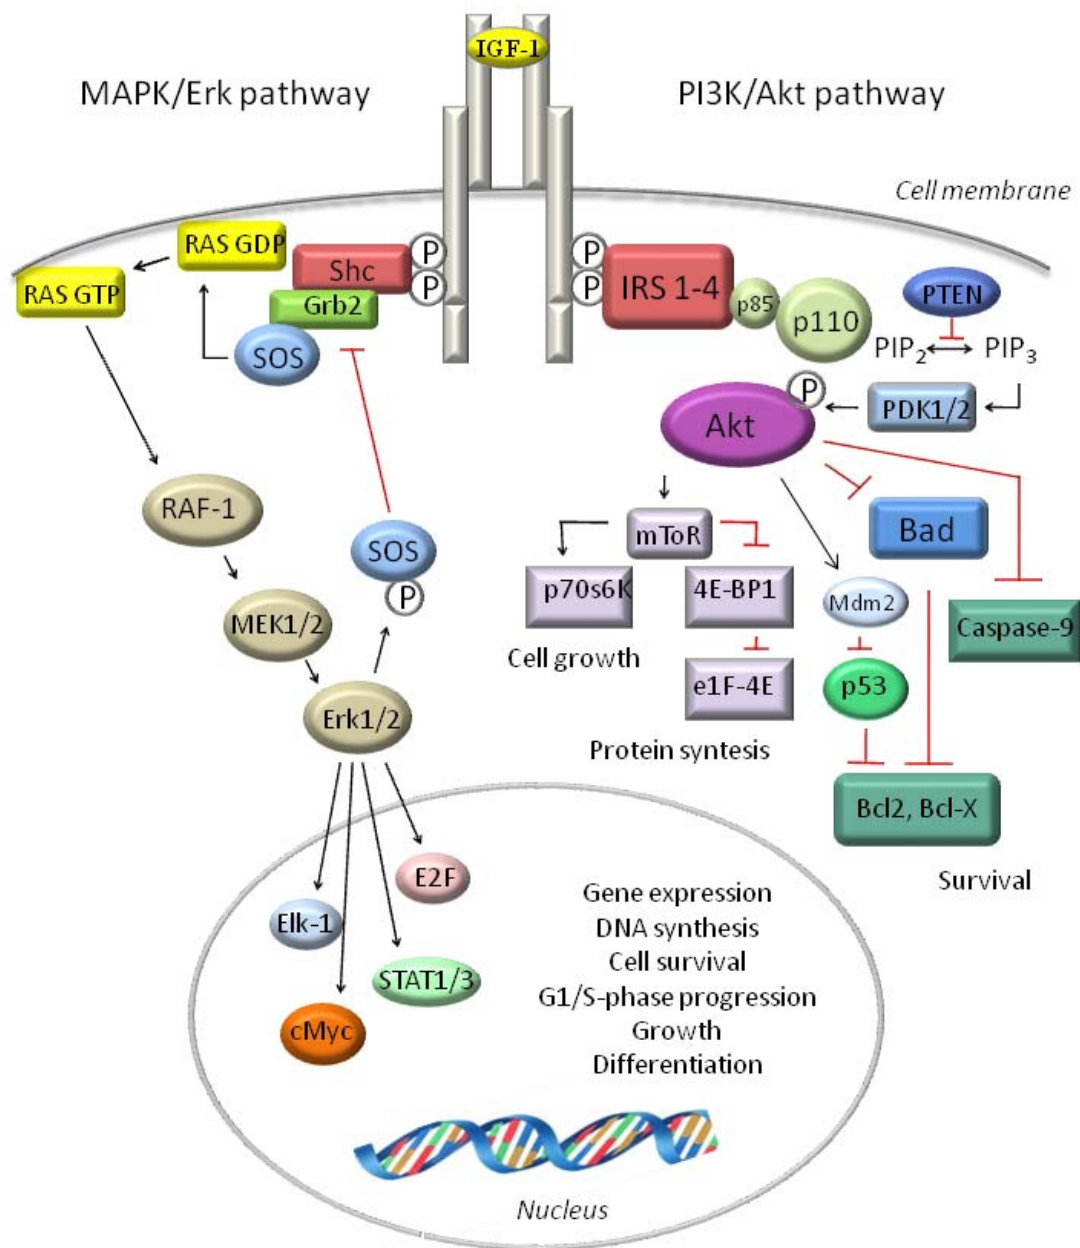 IGF-1
MAPK/Erk pathway
PI3K/Akt pathway
Cell membrane
RAS GDP
RAS GTP
Shc
Grb2
SOS
P
P
P
P
IRS 1-4
p85
p110
PTEN
PIP2
PIP3
P
Akt
PDK1/2
RAF-1
SOS
P
MEK1/2
Erk1/2
mToR
p70s6K
4E-BP1
Cell growth
e1F-4E
Protein syntesis
Bad
Mdm2
p53
Caspase-9
Bcl2, Bcl-X
Survival
E2F
Elk-1
STAT1/3
cMyc
Gene expression
DNA synthesis
Cell survival
G1/S-phase progression
Growth
Differentiation
Nucleus